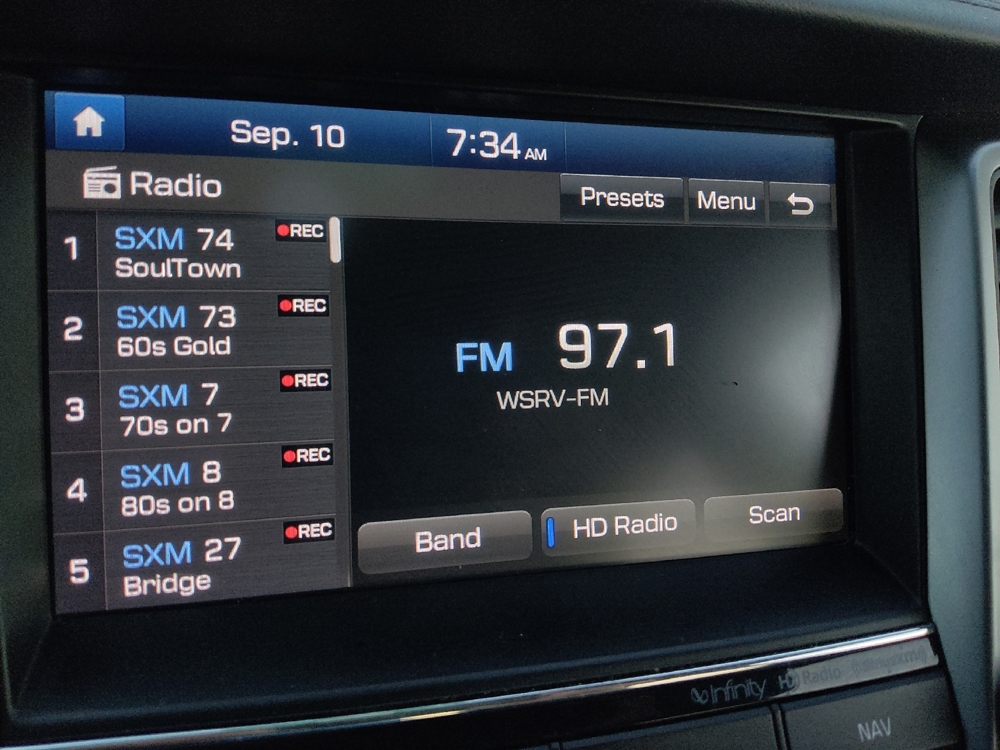 Sep. 10 7:34 AM
Radio Presets Menu
1 SXM 74 REC
SoulTown
2 SXM 73 REC
60s Gold
3 SXM 7 REC
70s on 7
4 SXM 8 REC
80s on 8
5 SXM 27 REC
Bridge
FM 97.1
WSRV-FM
Band HD Radio Scan
Infinity HD Radio
NAV